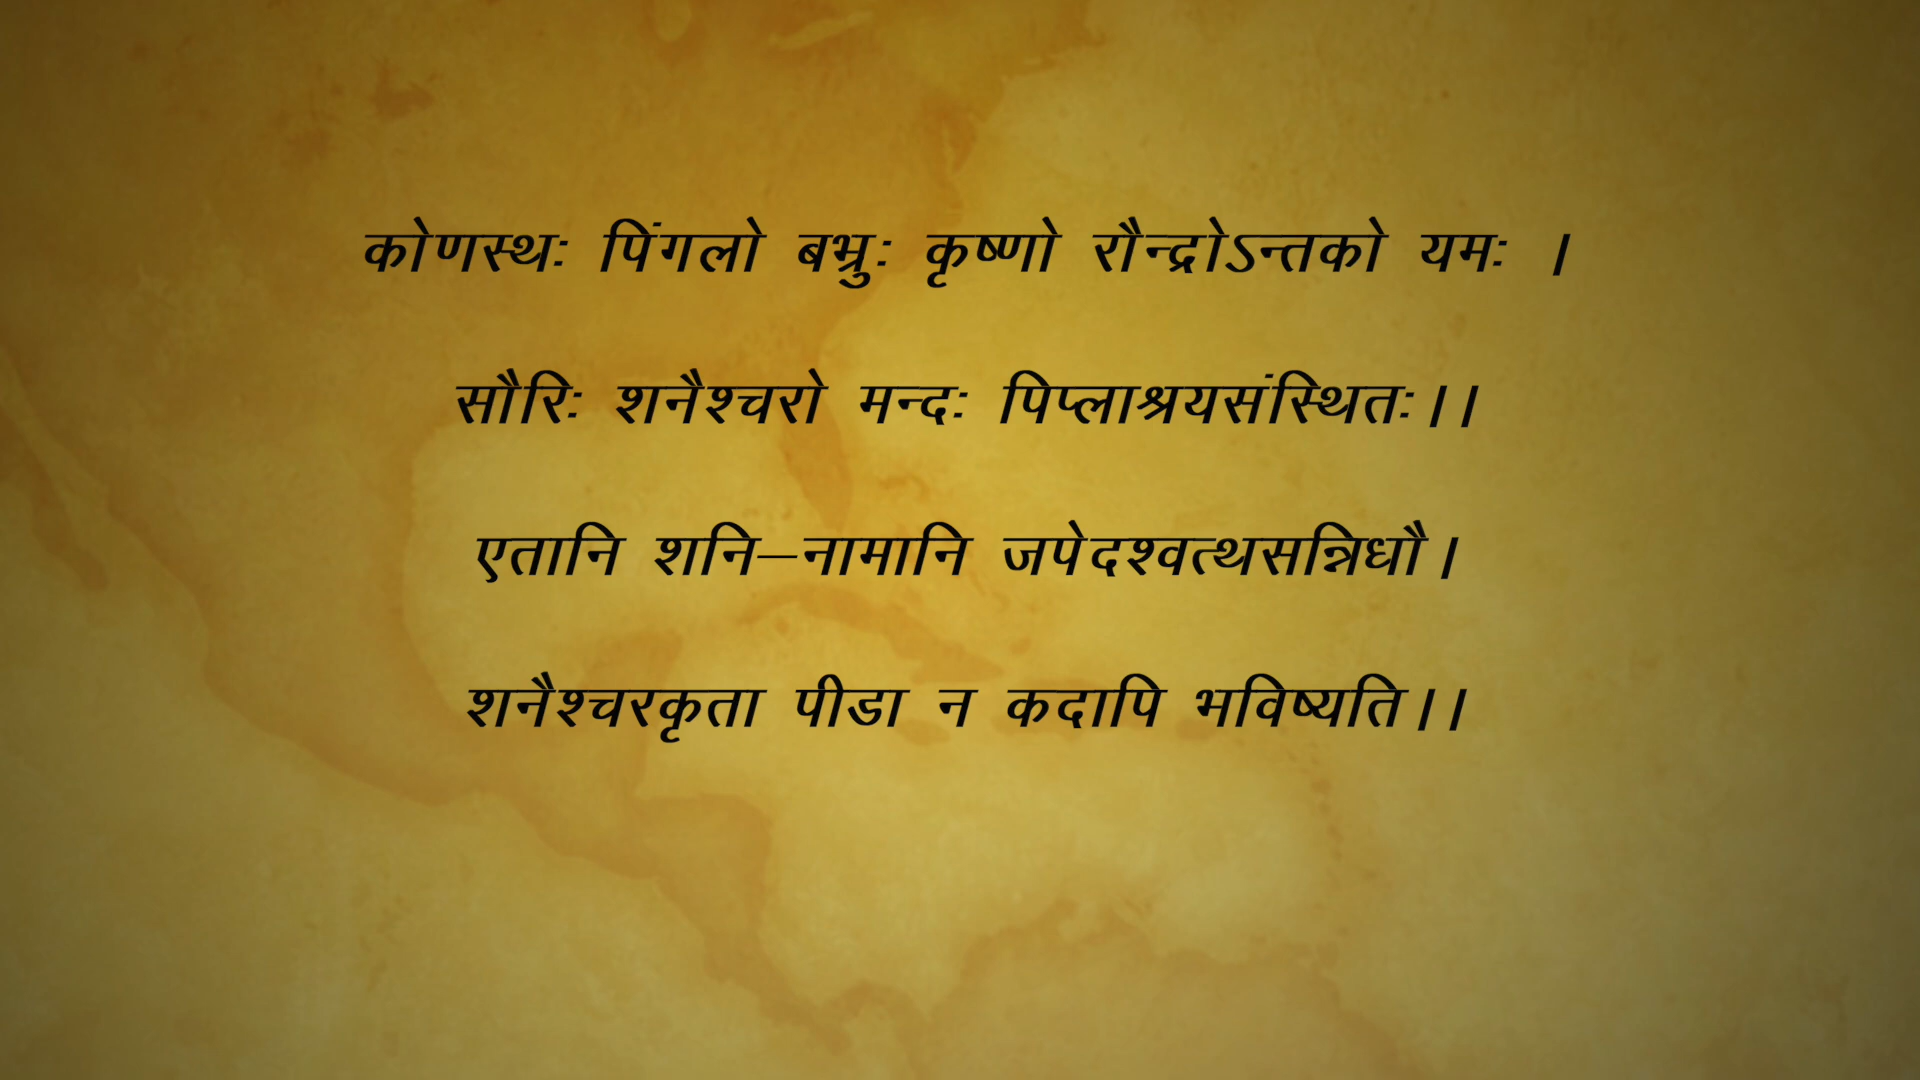 कोणस्थः पिंगलो बभ्रुः कृष्णो रौन्द्रोऽन्तको यमः ।
सौरिः शनैश्चरो मन्दः पिप्लाश्रयसंस्थितः।।
एतानि शनि–नामानि जपेदश्वत्थसन्निधौ।
शनैश्चरकृता पीडा न कदापि भविष्यति।।